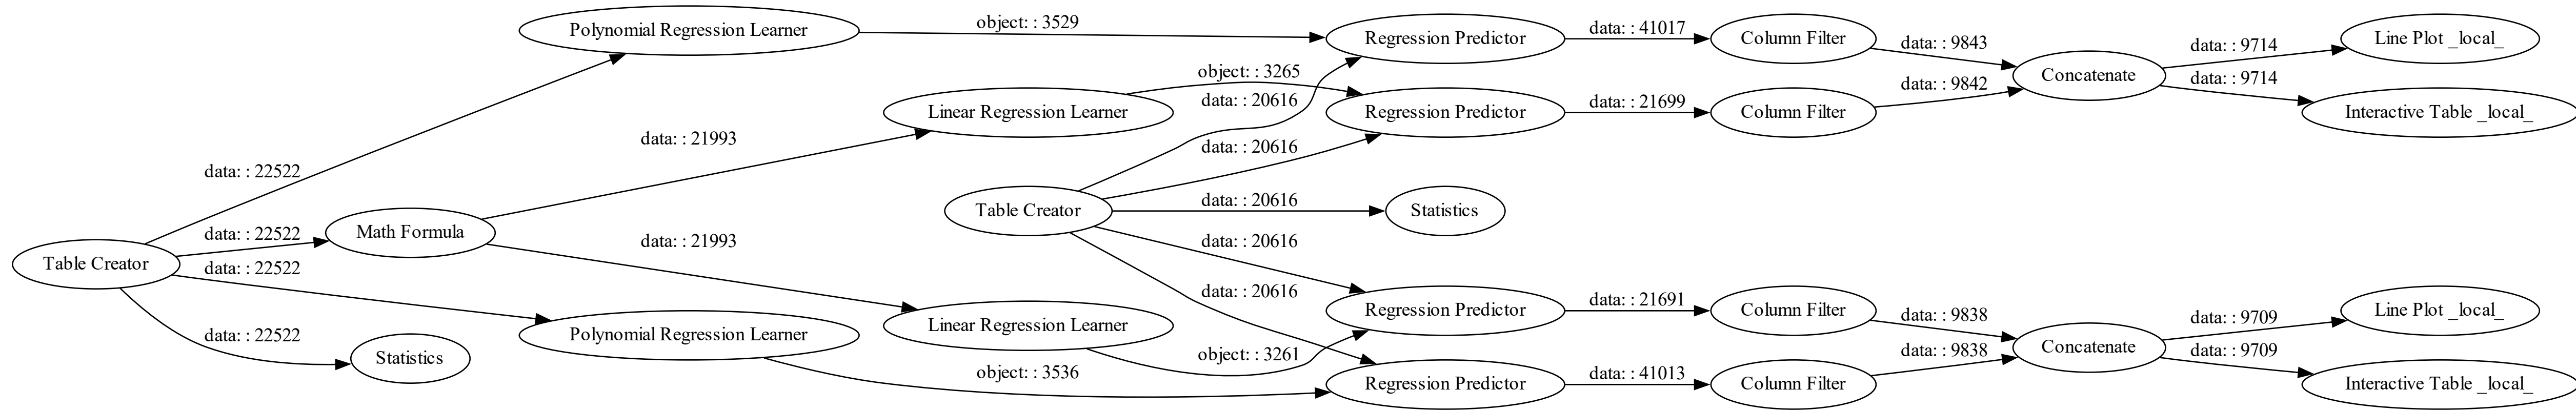 Polynomial Regression Learner
object: : 3529
Regression Predictor
data: : 41017
Column Filter
data: : 9843
data: : 9714
Line Plot _local_
Linear Regression Learner
object: : 3265
data: : 20616
Regression Predictor
data: : 21699
Column Filter
data: : 9842
Concatenate
data: : 9714
Interactive Table _local_
data: : 22522
data: : 21993
data: : 20616
Table Creator
data: : 20616
Statistics
Table Creator
data: : 22522
Math Formula
data: : 21993
data: : 20616
data: : 22522
data: : 20616
Polynomial Regression Learner
Linear Regression Learner
Regression Predictor
data: : 21691
Column Filter
data: : 9838
data: : 9709
Line Plot _local_
data: : 22522
Statistics
object: : 3261
object: : 3536
Regression Predictor
data: : 41013
Column Filter
data: : 9838
Concatenate
data: : 9709
Interactive Table _local_